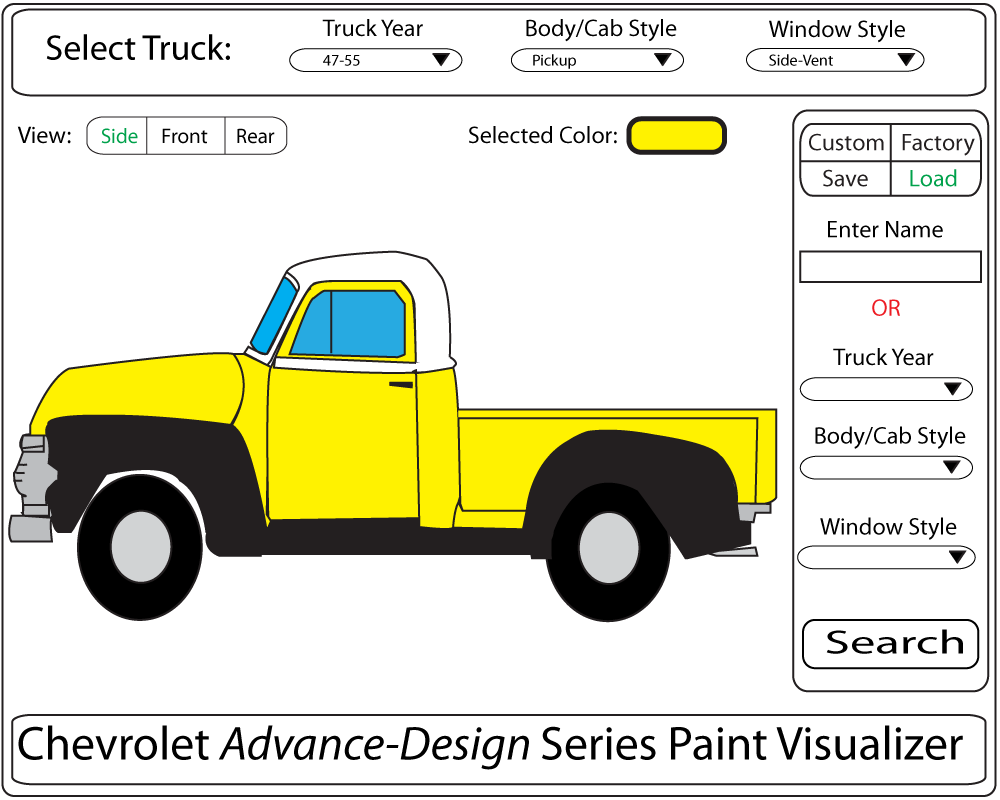 Select Truck:
Truck Year
47-55
Body/Cab Style
Pickup
Window Style
Side-Vent
View:
Side
Front
Rear
Selected Color:
Custom
Factory
Save
Load
Enter Name
OR
Truck Year
Body/Cab Style
Window Style
Search
Chevrolet Advance-Design Series Paint Visualizer